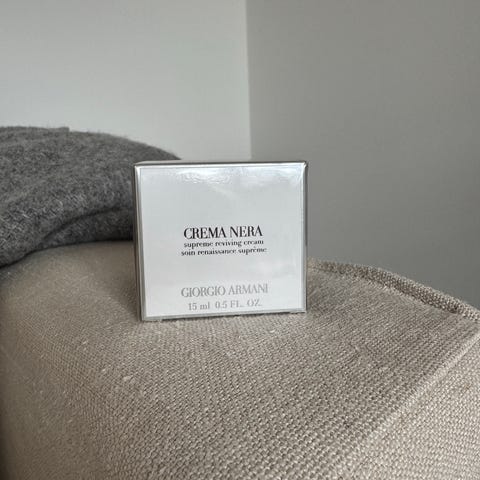 CREMA NERA
supreme reviving cream
soin renaissance suprême
GIORGIO ARMANI
15 ml 0.5 FL. OZ.